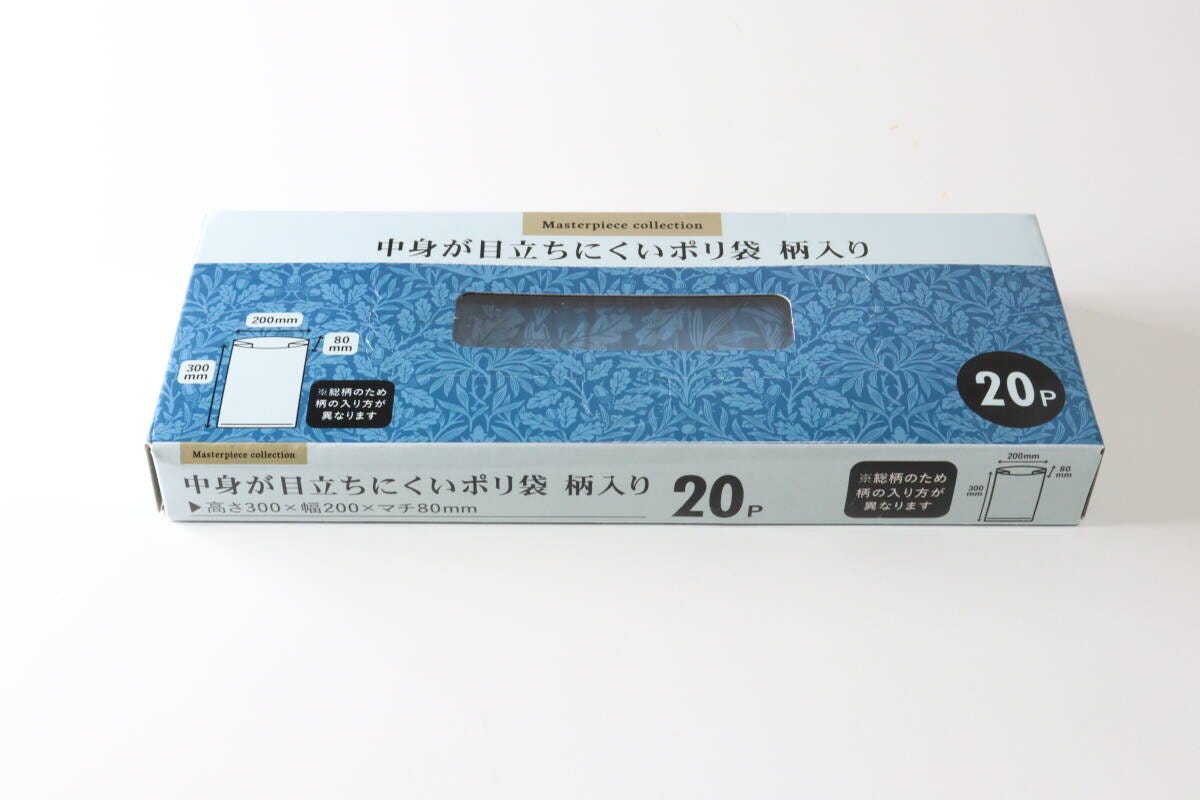 Masterpiece collection
中身が目立ちにくいポリ袋 柄入り
200mm
80
mm
300
mm
※総柄のため
柄の入り方が
異なります
20P
Masterpiece collection
中身が目立ちにくいポリ袋 柄入り
▶高さ300×幅200×マチ80mm
20P
※総柄のため
柄の入り方が
異なります
200mm
80
mm
300
mm